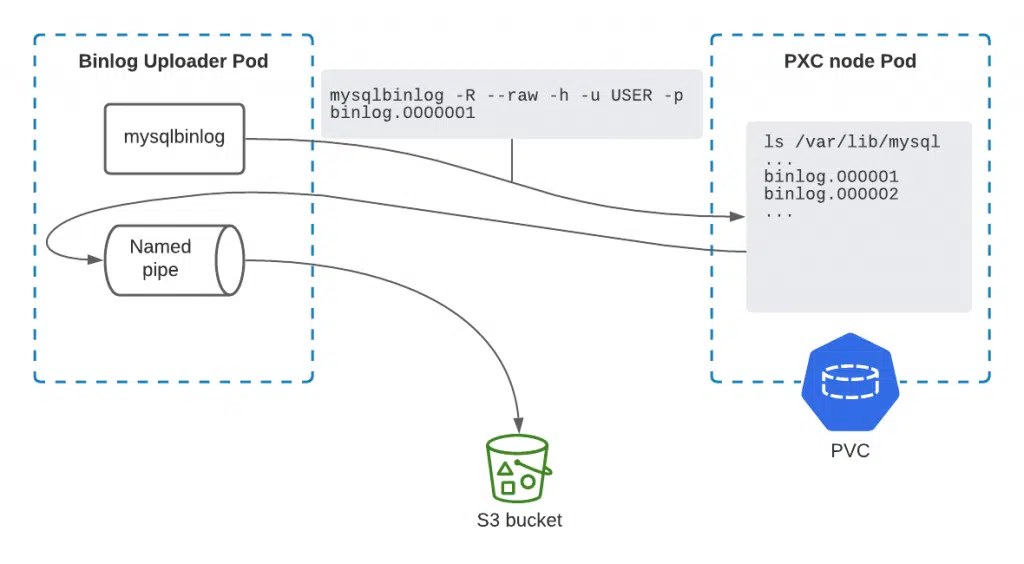 Binlog Uploader Pod
mysqlbinlog
Named
pipe
mysqlbinlog -R --raw -h -u USER -p
binlog.0000001
PXC node Pod
ls /var/lib/mysql
...
binlog.000001
binlog.000002
...
PVC
S3 bucket